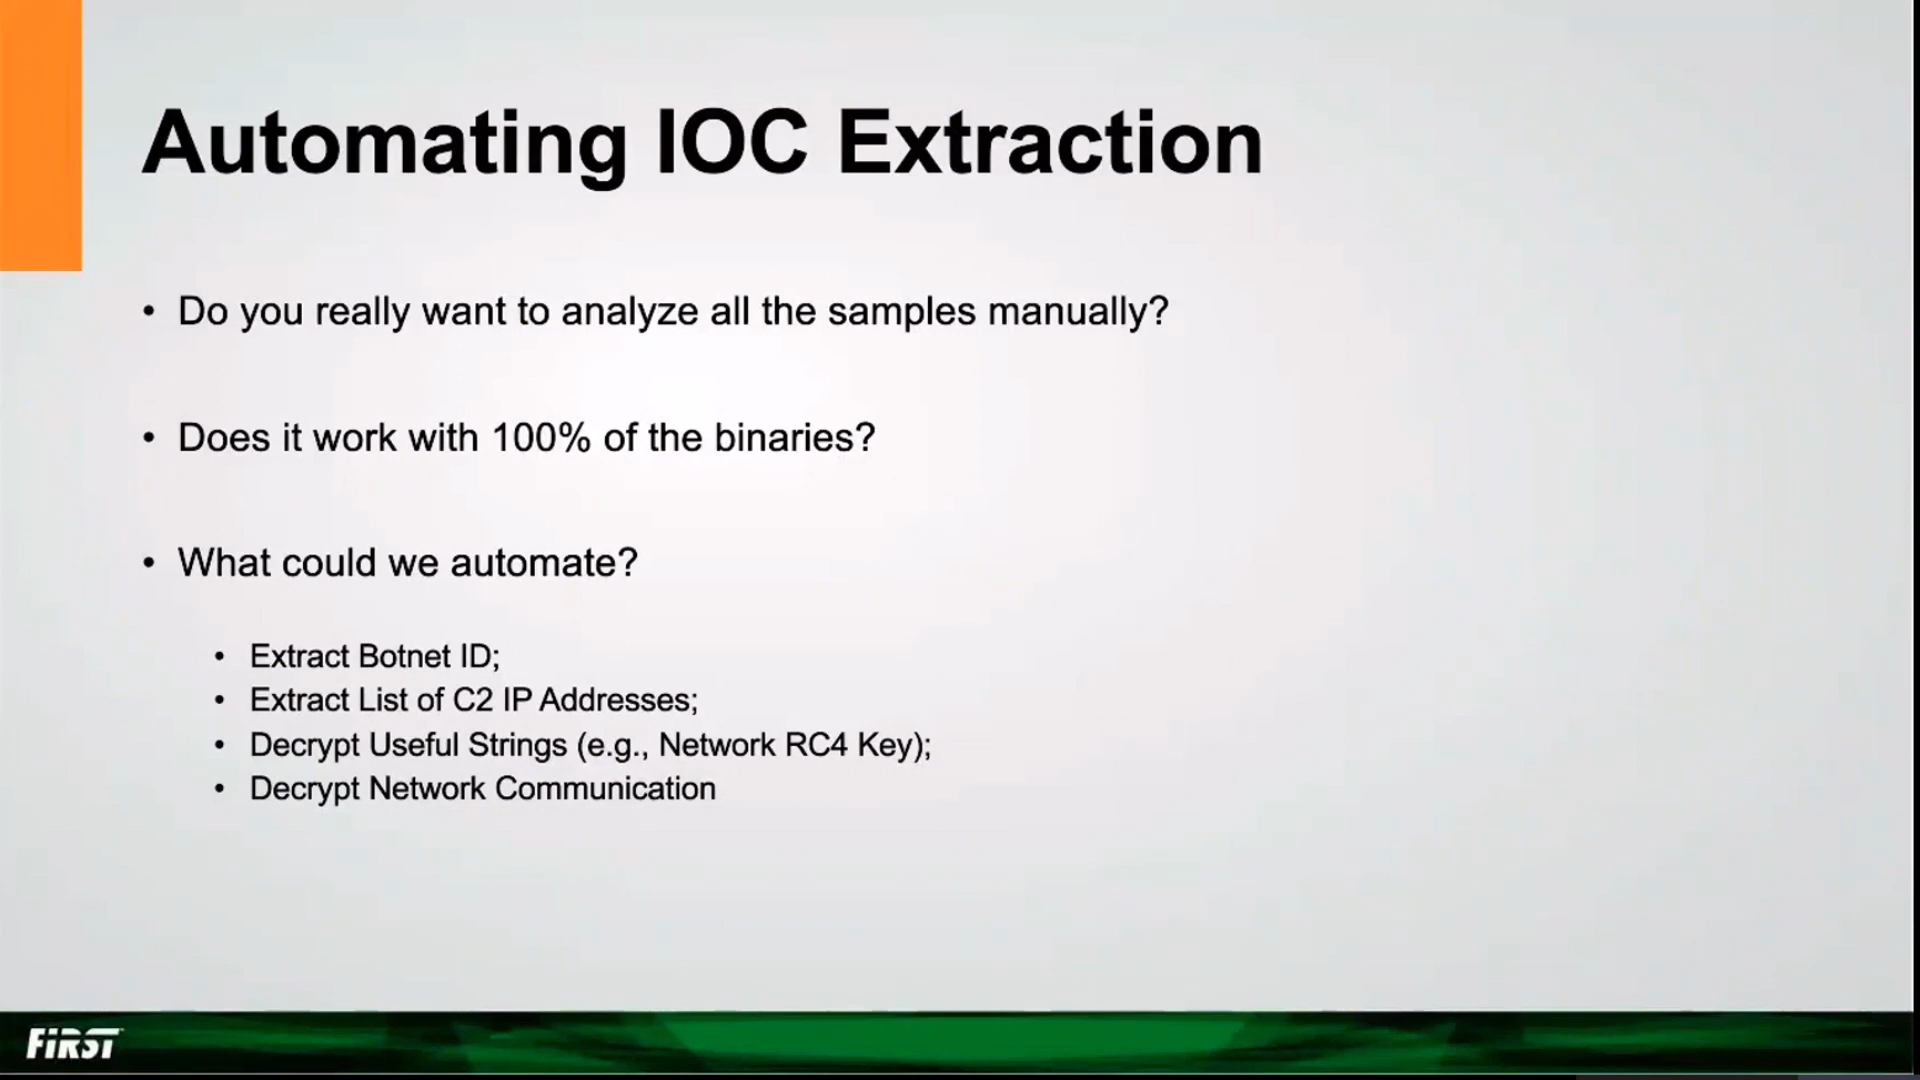 Automating IOC Extraction
• Do you really want to analyze all the samples manually?
• Does it work with 100% of the binaries?
• What could we automate?
• Extract Botnet ID;
• Extract List of C2 IP Addresses;
• Decrypt Useful Strings (e.g., Network RC4 Key);
• Decrypt Network Communication
FiRST